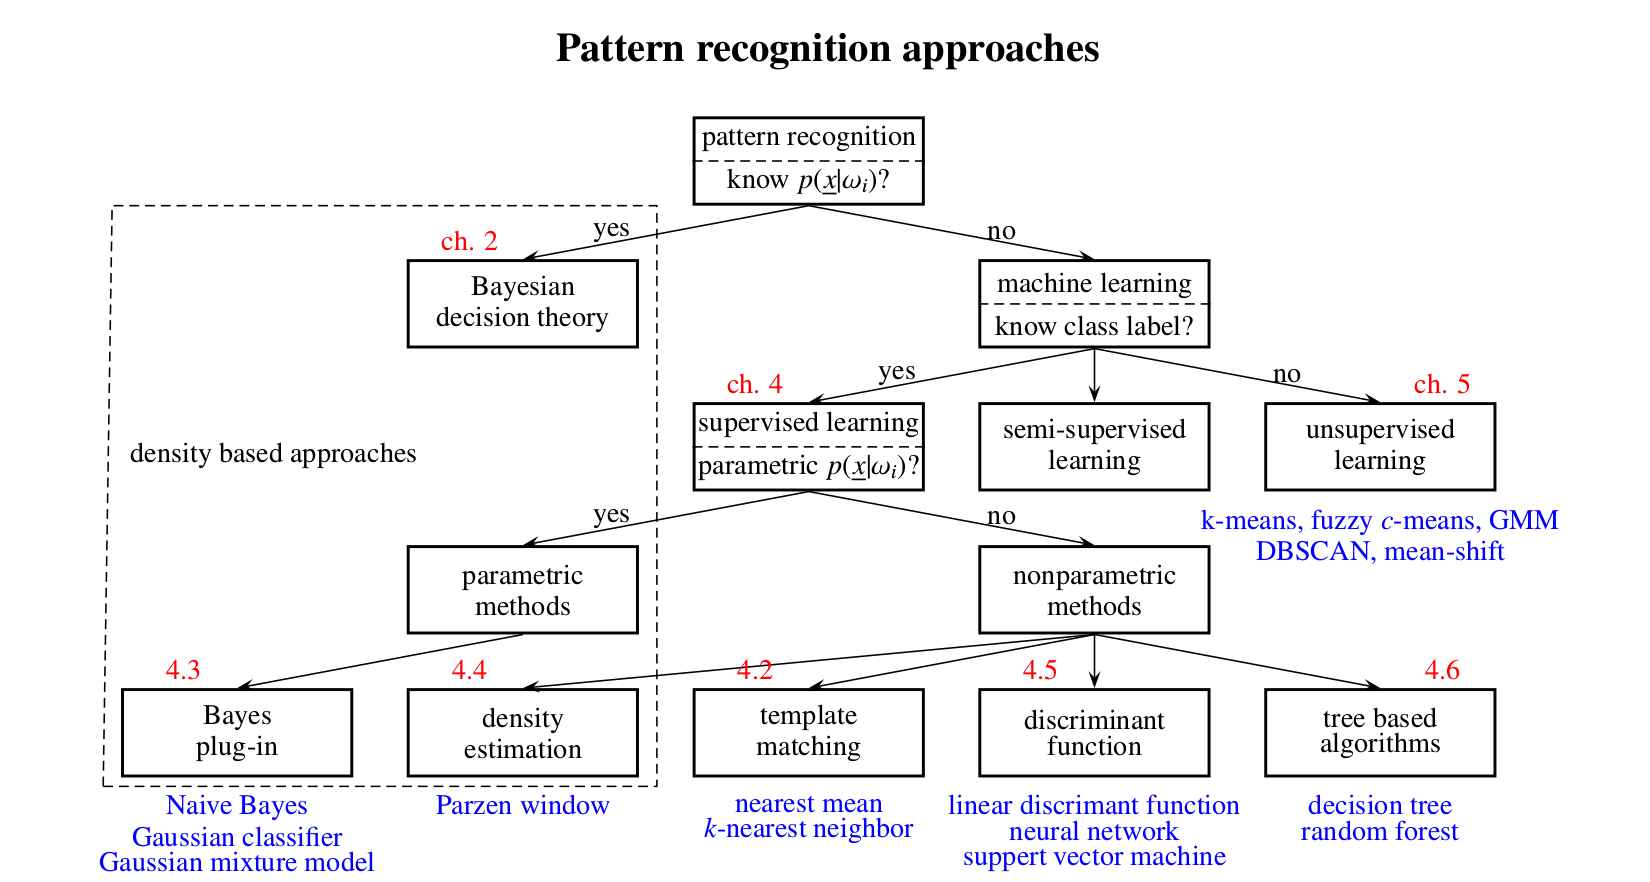 Pattern recognition approaches
pattern recognition
know p(x|ωi)?
yes
no
ch. 2
Bayesian
decision theory
machine learning
know class label?
yes
no
ch. 4
ch. 5
supervised learning
parametric p(x|ωi)?
semi-supervised
learning
unsupervised
learning
density based approaches
k-means, fuzzy c-means, GMM
DBSCAN, mean-shift
yes
no
parametric
methods
nonparametric
methods
4.3
4.4
4.2
4.5
4.6
Bayes
plug-in
density
estimation
template
matching
discriminant
function
tree based
algorithms
Naive Bayes
Gaussian classifier
Gaussian mixture model
Parzen window
nearest mean
k-nearest neighbor
linear discrimant function
neural network
suppert vector machine
decision tree
random forest